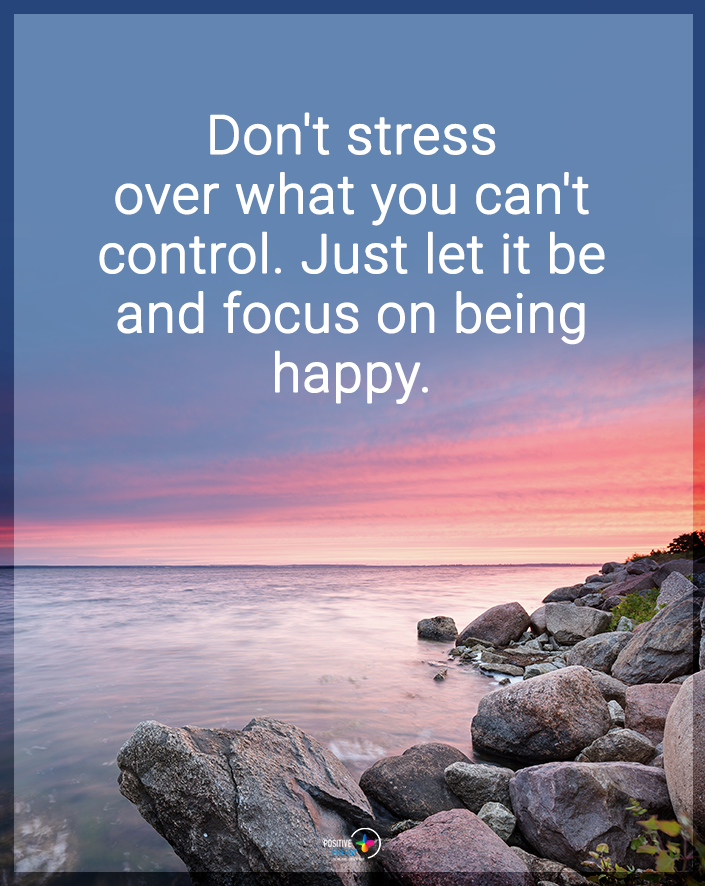 Don't stress
over what you can't
control. Just let it be
and focus on being
happy.
POSITIVE